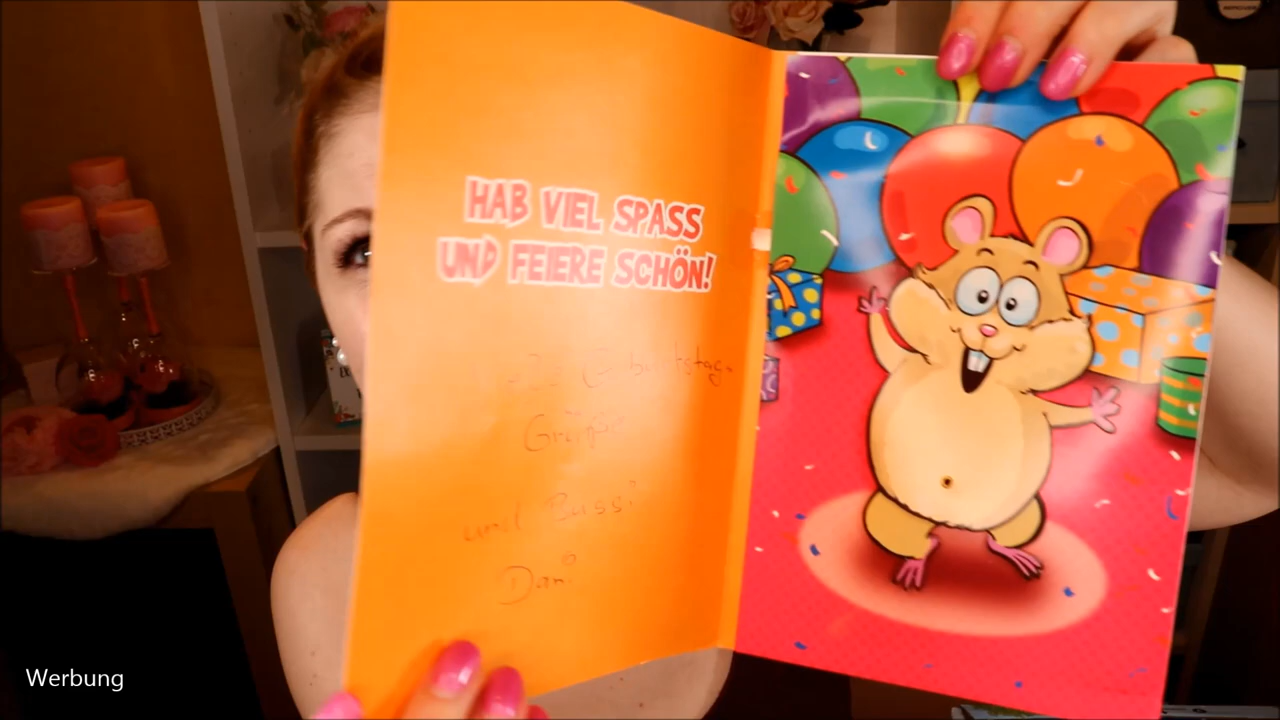 HAB VIEL SPASS
UND FEIERE SCHÖN!
Geburtstags
Grüße
und Bussi
Dani
Werbung